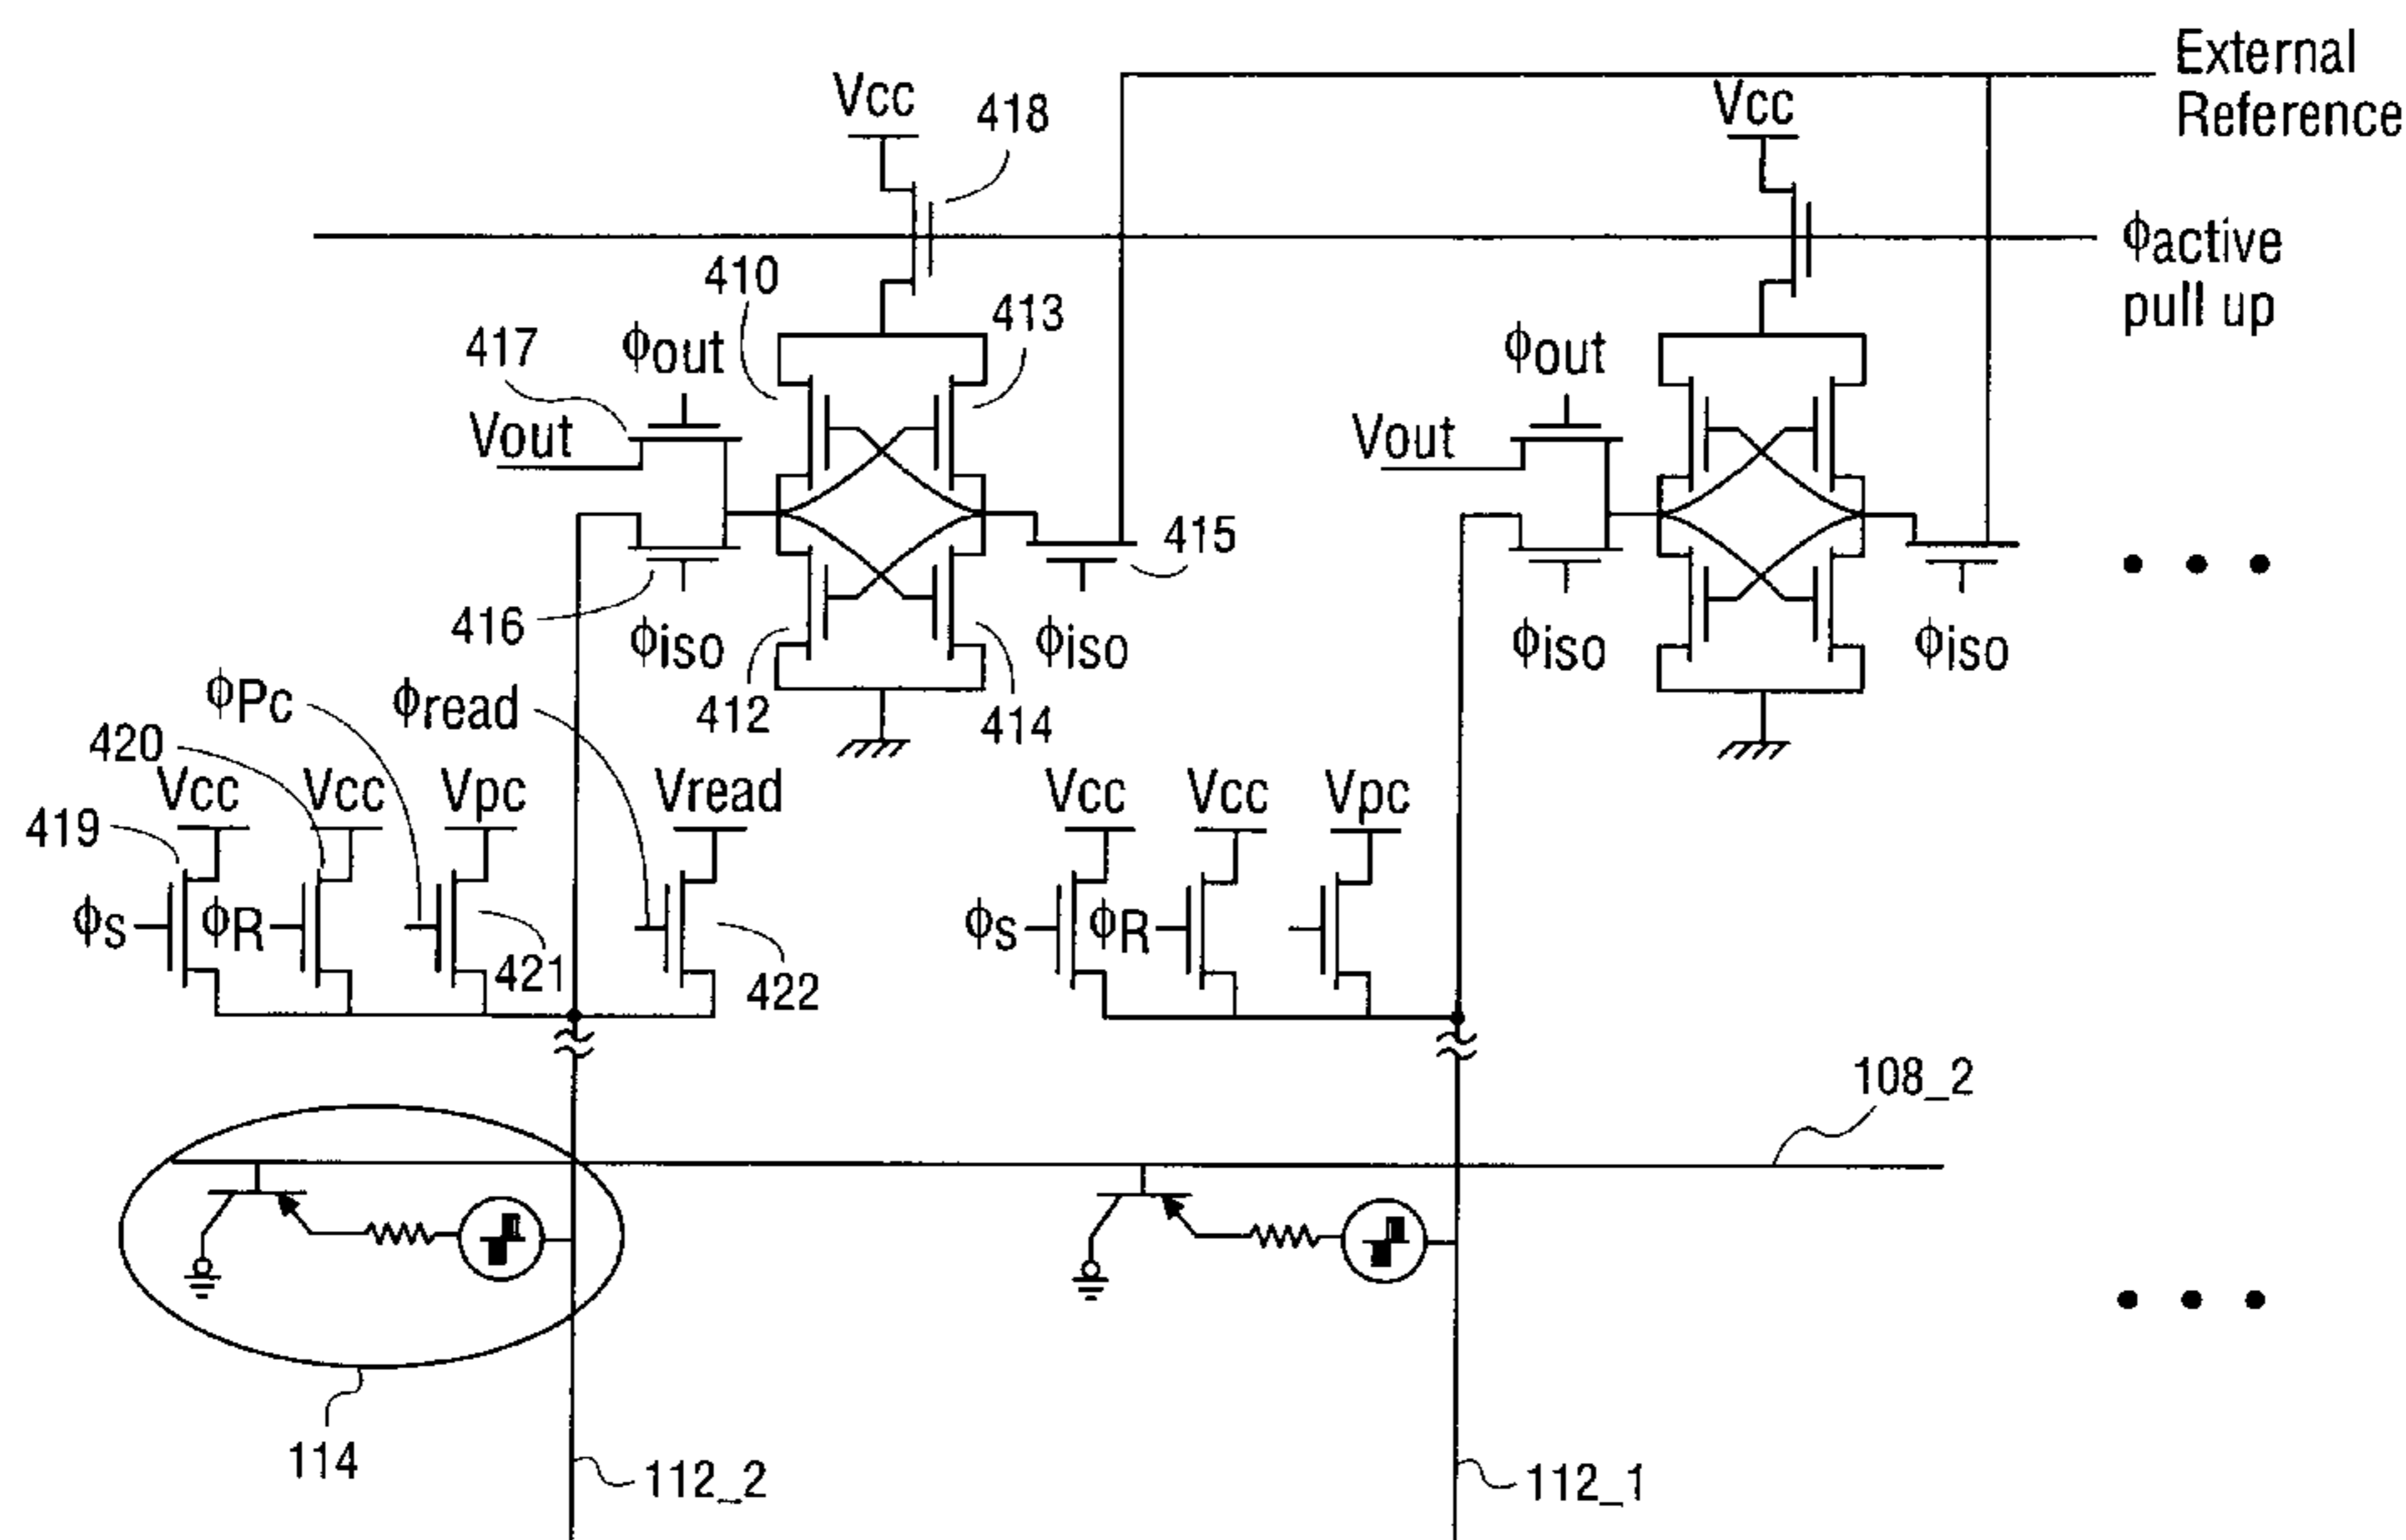 External
Reference
Vcc
418
Vcc
ϕactive
pull up
410
413
417
ϕout
ϕout
Vout
Vout
415
416
ϕiso
ϕiso
ϕiso
ϕiso
412
414
ϕPc
ϕread
420
Vcc
Vcc
Vpc
Vread
Vcc
Vcc
Vpc
419
ϕS
ϕR
421
422
ϕS
ϕR
108_2
114
112_2
112_1